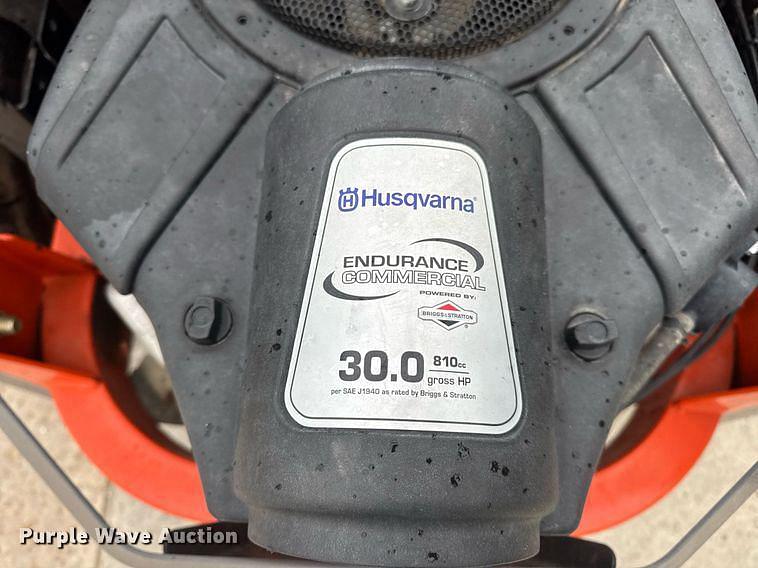 H Husqvarna
ENDURANCE
COMMERCIAL
POWERED BY:
BRIGGS & STRATTON
30.0 810cc
gross HP
per SAE J1940 as rated by Briggs & Stratton
Purple Wave Auction